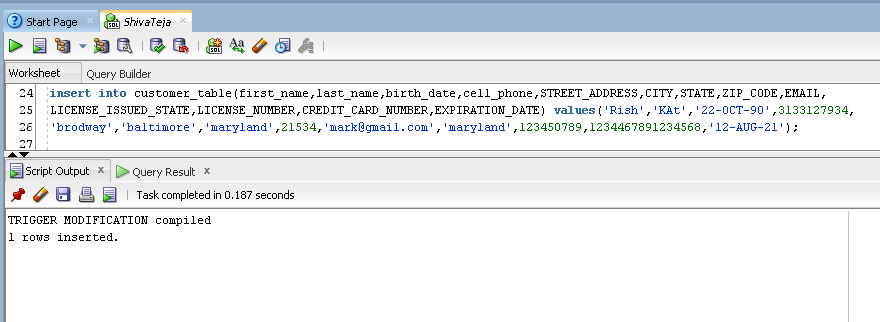 Start Page
ShivaTeja
Worksheet Query Builder
24 insert into customer_table(first_name,last_name,birth_date,cell_phone,STREET_ADDRESS,CITY,STATE,ZIP_CODE,EMAIL,
25 LICENSE_ISSUED_STATE,LICENSE_NUMBER,CREDIT_CARD_NUMBER,EXPIRATION_DATE) values('Rish','KAt','22-OCT-90',3133127934,
26 'brodway','baltimore','maryland',21534,'mark@gmail.com','maryland',123450789,1234467891234568,'12-AUG-21');
27
Script Output x Query Result x
Task completed in 0.187 seconds
TRIGGER MODIFICATION compiled
1 rows inserted.